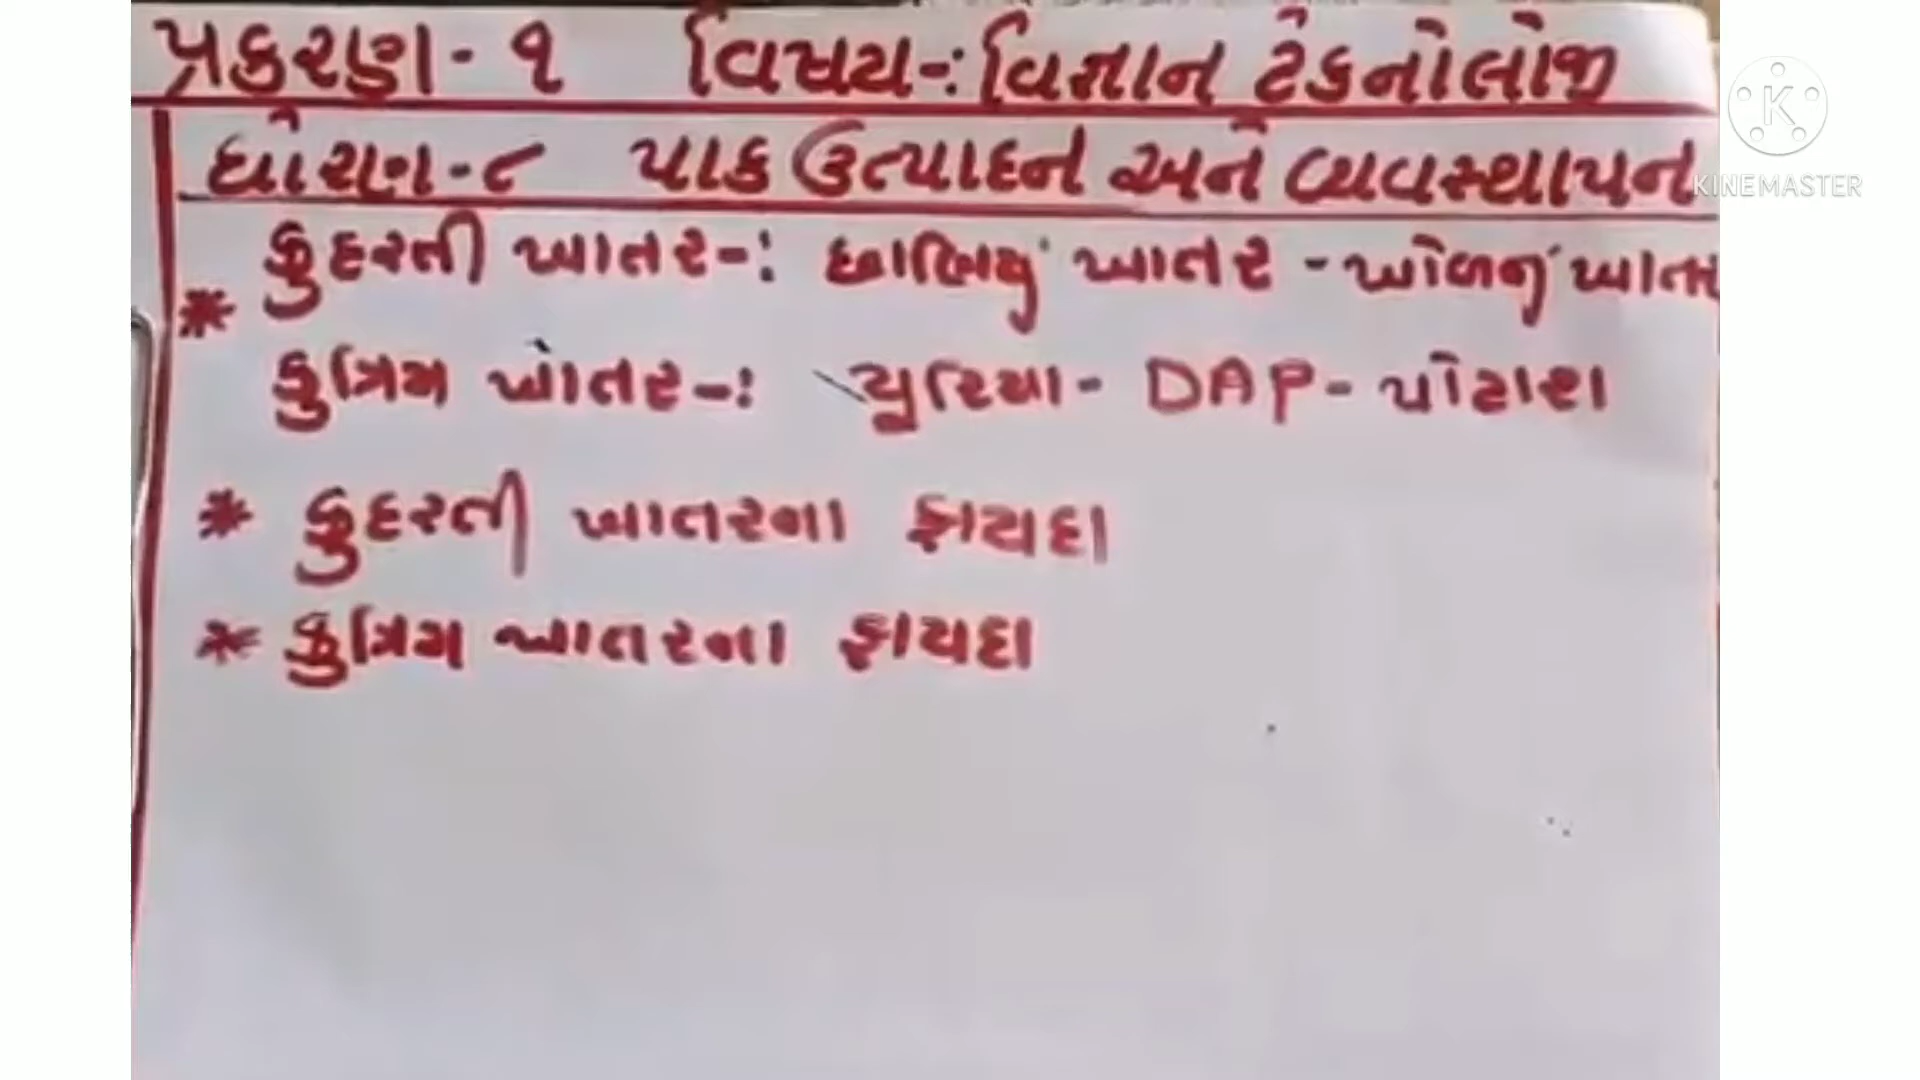 પ્રકરણ - ૧ વિષય-: વિજ્ઞાન ટેકનોલોજી
ધોરણ - ૮ પાક ઉત્પાદન અને વ્યવસ્થાપન
કુદરતી ખાતર-: છાણિયું ખાતર - ખોળનું ખાતર
*
કુત્રિમ ખાતર-: યુરિયા - DAP - પોટાશ
* કુદરતી ખાતરના ફાયદા
* કુત્રિમ ખાતરના ફાયદા
K
KINEMASTER